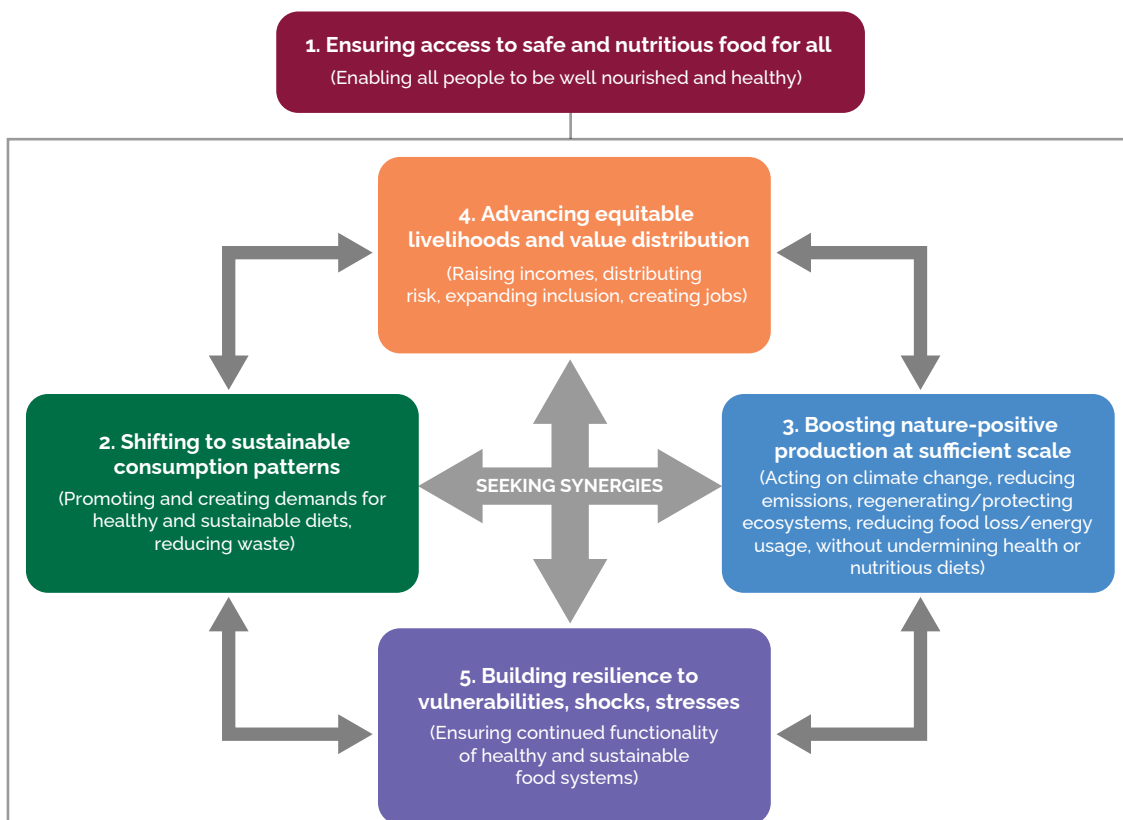 1. Ensuring access to safe and nutritious food for all
(Enabling all people to be well nourished and healthy)
4. Advancing equitable
livelihoods and value distribution
(Raising incomes, distributing
risk, expanding inclusion, creating jobs)
2. Shifting to sustainable
consumption patterns
(Promoting and creating demands for
healthy and sustainable diets,
reducing waste)
SEEKING SYNERGIES
3. Boosting nature-positive
production at sufficient scale
(Acting on climate change, reducing
emissions, regenerating/protecting
ecosystems, reducing food loss/energy
usage, without undermining health or
nutritious diets)
5. Building resilience to
vulnerabilities, shocks, stresses
(Ensuring continued functionality
of healthy and sustainable
food systems)